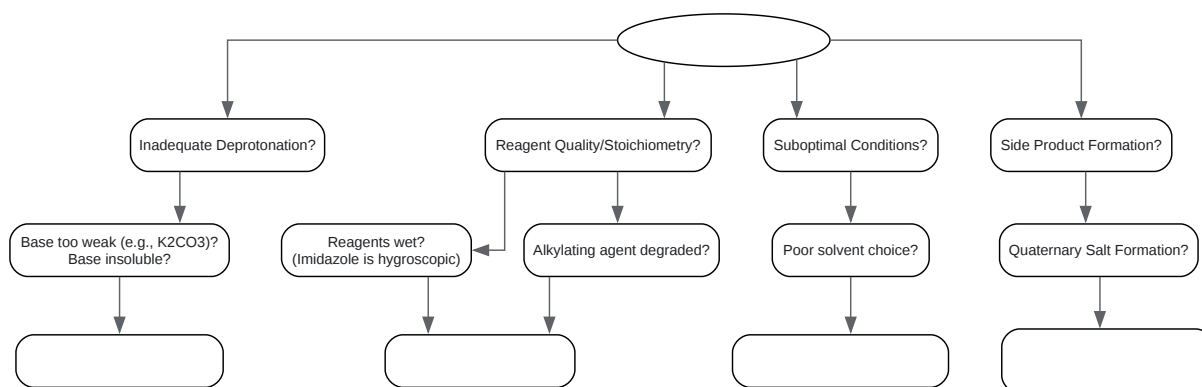 Inadequate Deprotonation?
Reagent Quality/Stoichiometry?
Suboptimal Conditions?
Side Product Formation?
Base too weak (e.g., K2CO3)?
Base insoluble?
Reagents wet?
(Imidazole is hygroscopic)
Alkylating agent degraded?
Poor solvent choice?
Quaternary Salt Formation?